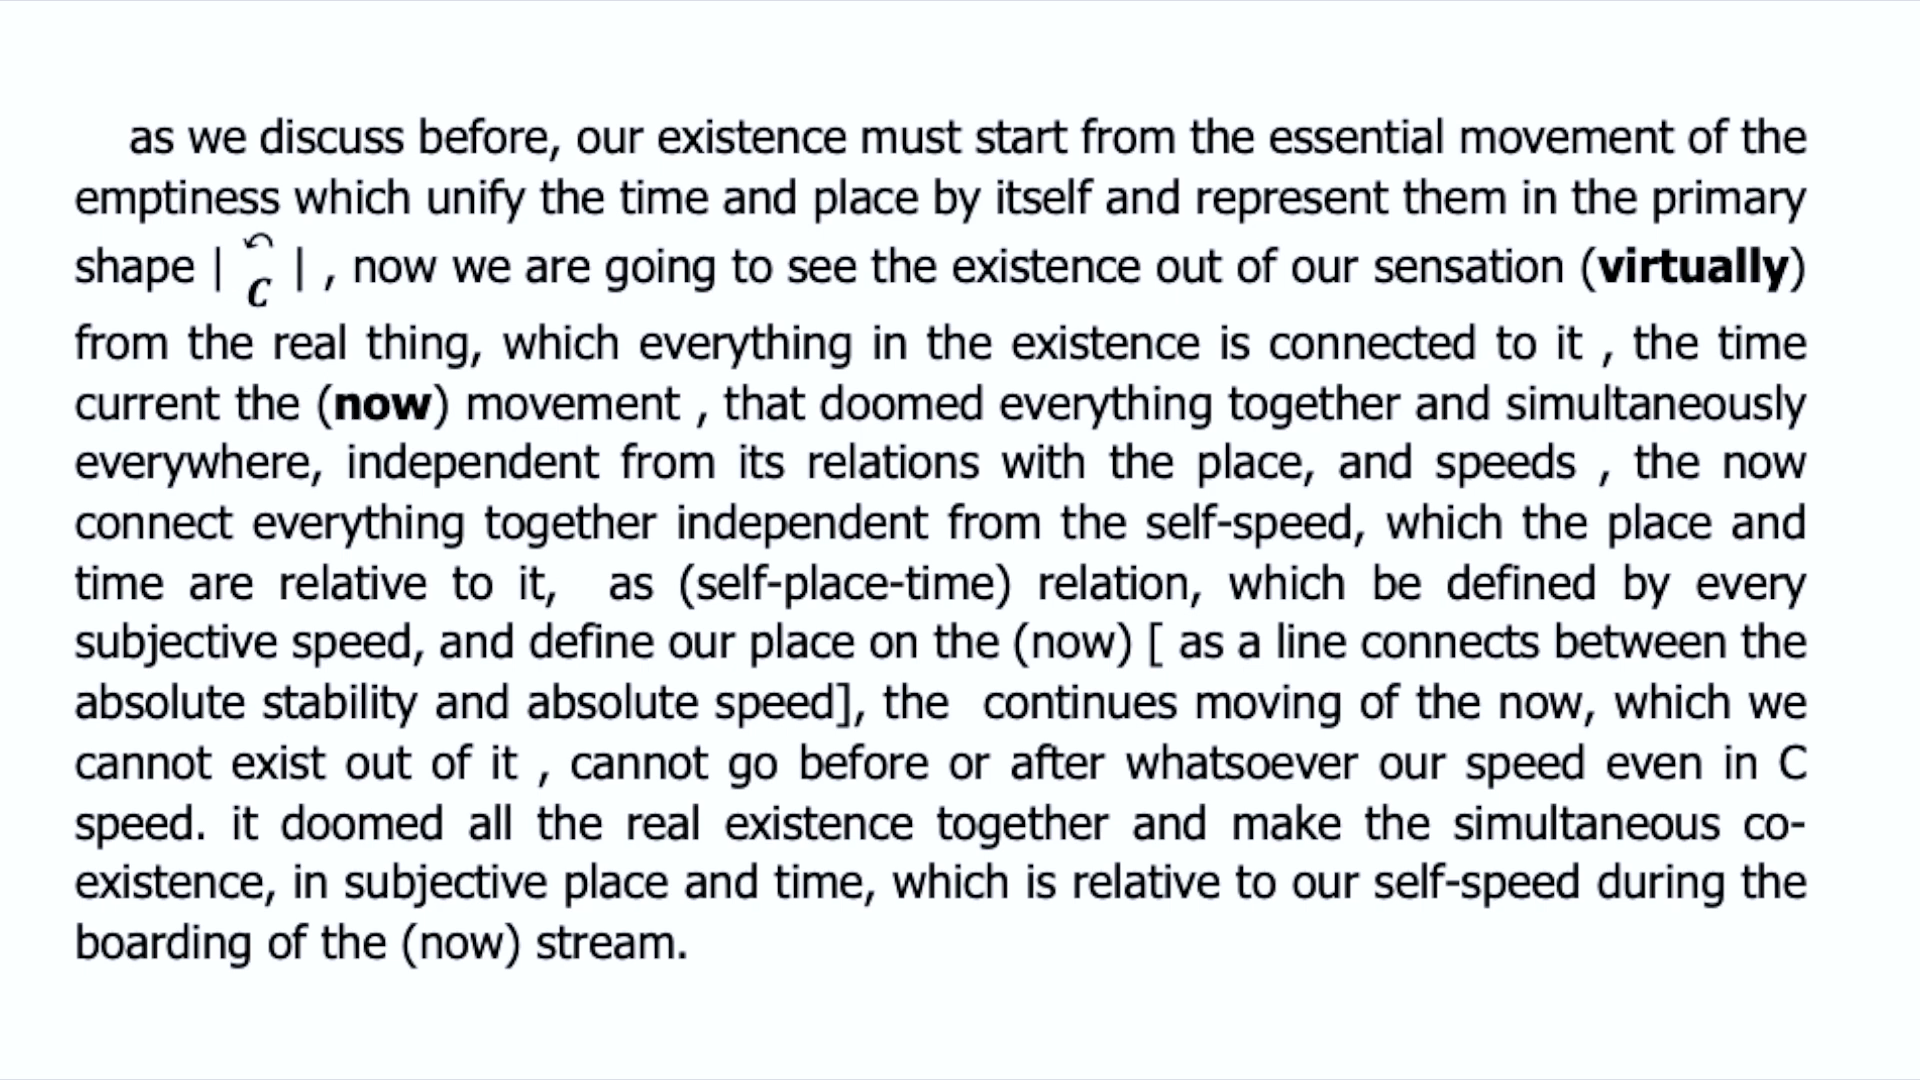 as we discuss before, our existence must start from the essential movement of the
emptiness which unify the time and place by itself and represent them in the primary
shape | ↶C | , now we are going to see the existence out of our sensation (virtually)
from the real thing, which everything in the existence is connected to it , the time
current the (now) movement , that doomed everything together and simultaneously
everywhere, independent from its relations with the place, and speeds , the now
connect everything together independent from the self-speed, which the place and
time are relative to it, as (self-place-time) relation, which be defined by every
subjective speed, and define our place on the (now) [ as a line connects between the
absolute stability and absolute speed], the continues moving of the now, which we
cannot exist out of it , cannot go before or after whatsoever our speed even in C
speed. it doomed all the real existence together and make the simultaneous co-
existence, in subjective place and time, which is relative to our self-speed during the
boarding of the (now) stream.